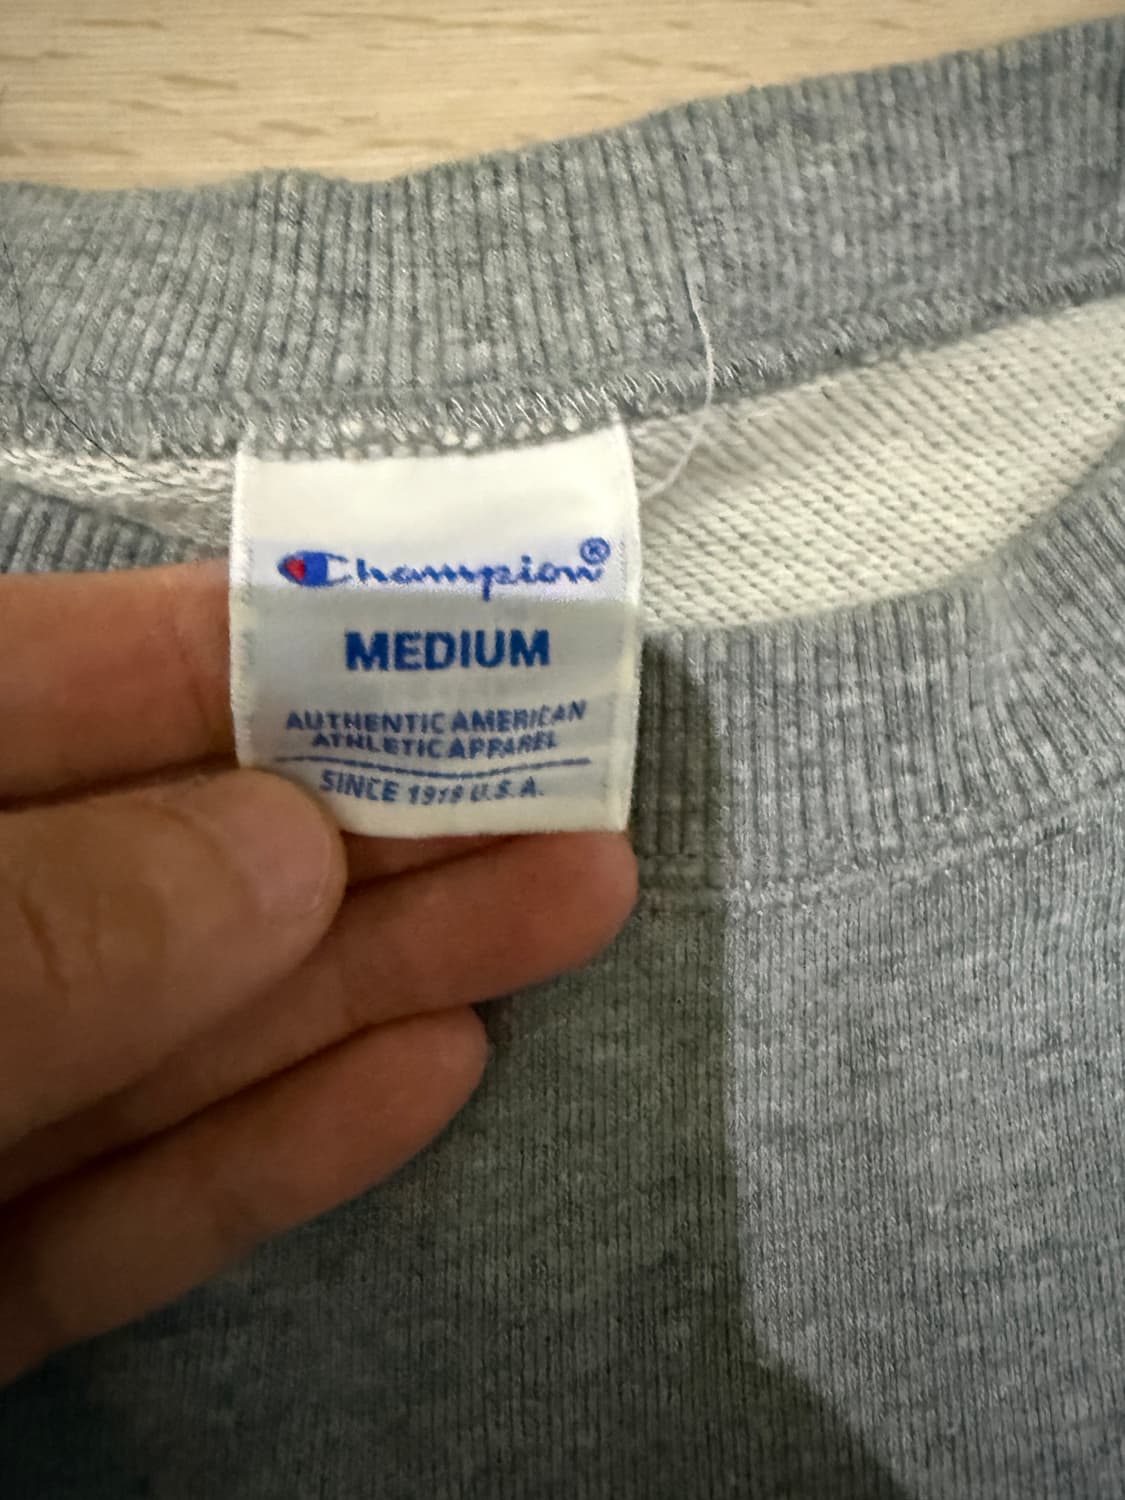 Champion®
MEDIUM
AUTHENTIC AMERICAN
ATHLETIC APPAREL
SINCE 1919 U.S.A.